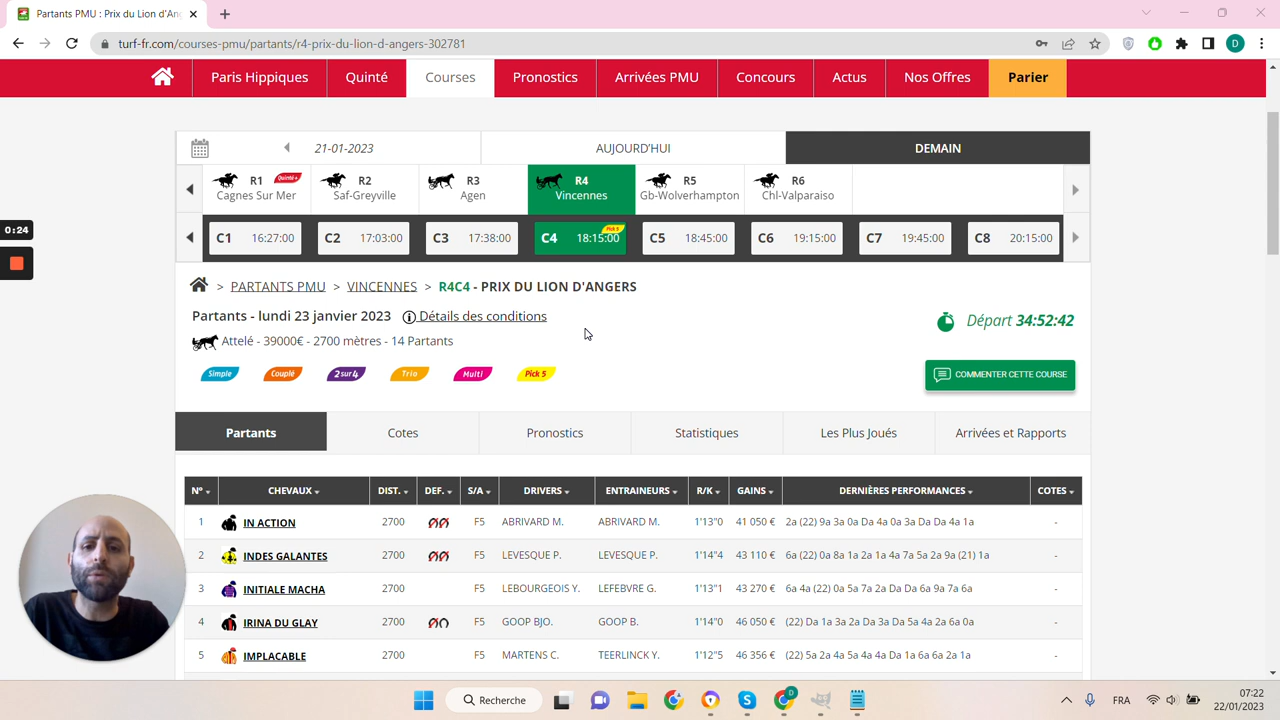 Partants PMU : Prix du Lion d'Ang
turf-fr.com/courses-pmu/partants/r4-prix-du-lion-d-angers-302781
D
Paris Hippiques Quinté Courses Pronostics Arrivées PMU Concours Actus Nos Offres Parier
21-01-2023 AUJOURD'HUI DEMAIN
R1 Quinté+ R2 R3 R4 R5 R6
Cagnes Sur Mer Saf-Greyville Agen Vincennes Gb-Wolverhampton Chl-Valparaiso
0:24
C1 16:27:00 C2 17:03:00 C3 17:38:00 C4 18:15:00 Pick 5 C5 18:45:00 C6 19:15:00 C7 19:45:00 C8 20:15:00
> PARTANTS PMU > VINCENNES > R4C4 - PRIX DU LION D'ANGERS
Partants - lundi 23 janvier 2023 Détails des conditions
Départ 34:52:42
Attelé - 39000€ - 2700 mètres - 14 Partants
Simple Couplé 2sur4 Trio Multi Pick 5
COMMENTER CETTE COURSE
Partants Cotes Pronostics Statistiques Les Plus Joués Arrivées et Rapports
N° CHEVAUX DIST. DEF. S/A DRIVERS ENTRAINEURS R/K GAINS DERNIÈRES PERFORMANCES COTES
1 IN ACTION 2700 F5 ABRIVARD M. ABRIVARD M. 1'13"0 41 050 € 2a (22) 9a 3a 0a Da 4a 0a 3a Da Da 4a 1a -
2 INDES GALANTES 2700 F5 LEVESQUE P. LEVESQUE P. 1'14"4 43 110 € 6a (22) 0a 8a 1a 2a 1a 4a 7a 5a 2a 9a (21) 1a -
3 INITIALE MACHA 2700 F5 LEBOURGEOIS Y. LEFEBVRE G. 1'13"1 43 270 € 6a 4a (22) 0a 5a 7a 2a Da Da 6a 9a 7a 6a -
4 IRINA DU GLAY 2700 F5 GOOP BJO. GOOP B. 1'14"0 46 050 € (22) Da 1a 3a 2a Da 3a Da 5a 4a 2a 6a 0a -
5 IMPLACABLE 2700 F5 MARTENS C. TEERLINCK Y. 1'12"5 46 356 € (22) 5a 2a 4a 5a 4a 4a Da 1a 6a 6a 2a 1a -
Recherche
D
FRA
07:22
22/01/2023